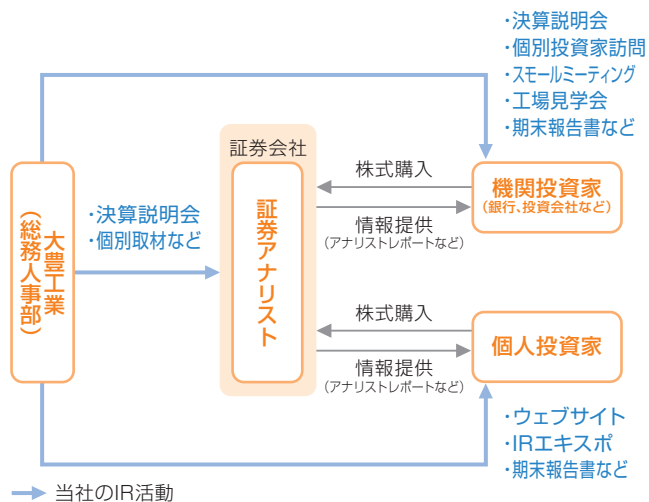 ・決算説明会
・個別投資家訪問
・スモールミーティング
・工場見学会
・期末報告書など
証券会社
証券アナリスト
大豊工業
（総務人事部）
・決算説明会
・個別取材など
株式購入
情報提供
（アナリストレポートなど）
機関投資家
（銀行、投資会社など）
株式購入
情報提供
（アナリストレポートなど）
個人投資家
・ウェブサイト
・IRエキスポ
・期末報告書など
当社のIR活動